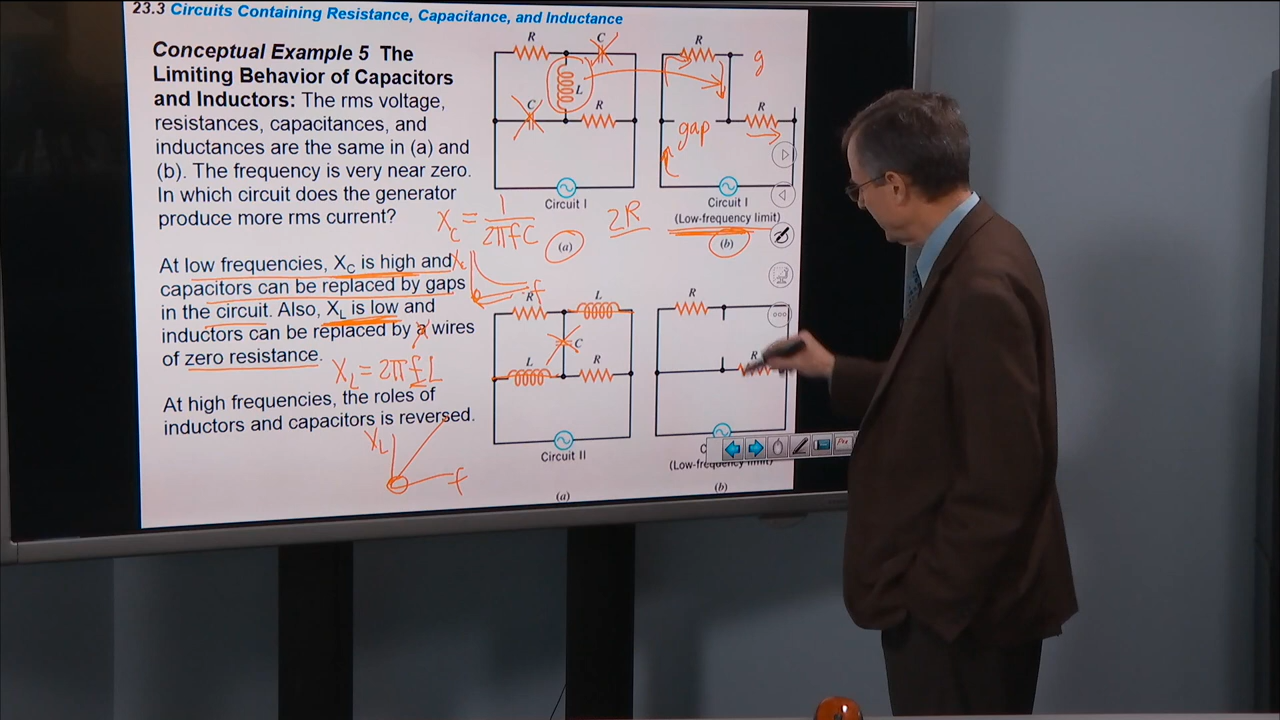 23.3 Circuits Containing Resistance, Capacitance, and Inductance
Conceptual Example 5 The
Limiting Behavior of Capacitors
and Inductors: The rms voltage,
resistances, capacitances, and
inductances are the same in (a) and
(b). The frequency is very near zero.
In which circuit does the generator
produce more rms current?
X_C = 1/2πfC
At low frequencies, XC is high and
capacitors can be replaced by gaps
in the circuit. Also, XL is low and
inductors can be replaced by a wires
of zero resistance.
XL = 2πfL
At high frequencies, the roles of
inductors and capacitors is reversed.
XL
f
Xc
f
R
C
L
C
R
Circuit I
(a)
2R
R
g
gap
R
Circuit I
(Low-frequency limit)
(b)
R
L
C
L
R
Circuit II
(a)
R
R
C
(Low-frequency limit)
(b)